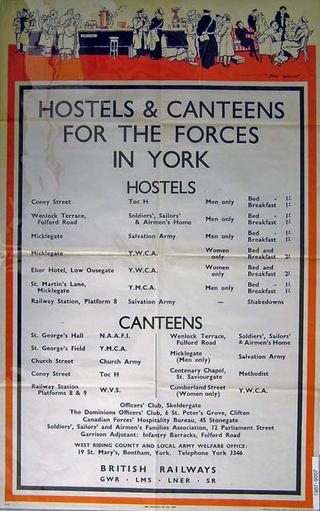 HOSTELS & CANTEENS
FOR THE FORCES
IN YORK
HOSTELS
Coney Street Toc H Men only Bed - 1/-
Breakfast 1/-
Wenlock Terrace, Soldiers', Sailors' Men only Bed - 1/-
Fulford Road & Airmen's Home Breakfast 1/-
Micklegate Salvation Army Men only Bed - 1/-
Breakfast 1/-
Micklegate Y.W.C.A. Women Bed and
only Breakfast 2/-
Ebor Hotel, Low Ousegate Y.W.C.A. Women Bed and
only Breakfast 2/-
St. Martin's Lane, Y.M.C.A. Men only Bed - 1/-
Micklegate Breakfast 1/-
Railway Station, Platform 8 Salvation Army — Shakedowns
CANTEENS
St. George's Hall N.A.A.F.I.
St. George's Field Y.M.C.A.
Church Street Church Army
Coney Street Toc H
Railway Station W.V.S.
Platforms 8 & 9
Wenlock Terrace, Soldiers', Sailors'
Fulford Road & Airmen's Home
Micklegate Salvation Army
(Men only)
Centenary Chapel, Methodist
St. Saviourgate
Cumberland Street Y.W.C.A.
(Women only)
Officers' Club, Skeldergate
The Dominions Officers' Club, 6 St. Peter's Grove, Clifton
Canadian Forces' Hospitality Bureau, 45 Stonegate
Soldiers', Sailors' and Airmen's Families Association, 12 Parliament Street
Garrison Adjutant: Infantry Barracks, Fulford Road
WEST RIDING COUNTY AND LOCAL ARMY WELFARE OFFICE:
19 St. Mary's, Bootham, York. Telephone York 3346
BRITISH RAILWAYS
GWR · LMS · LNER · SR